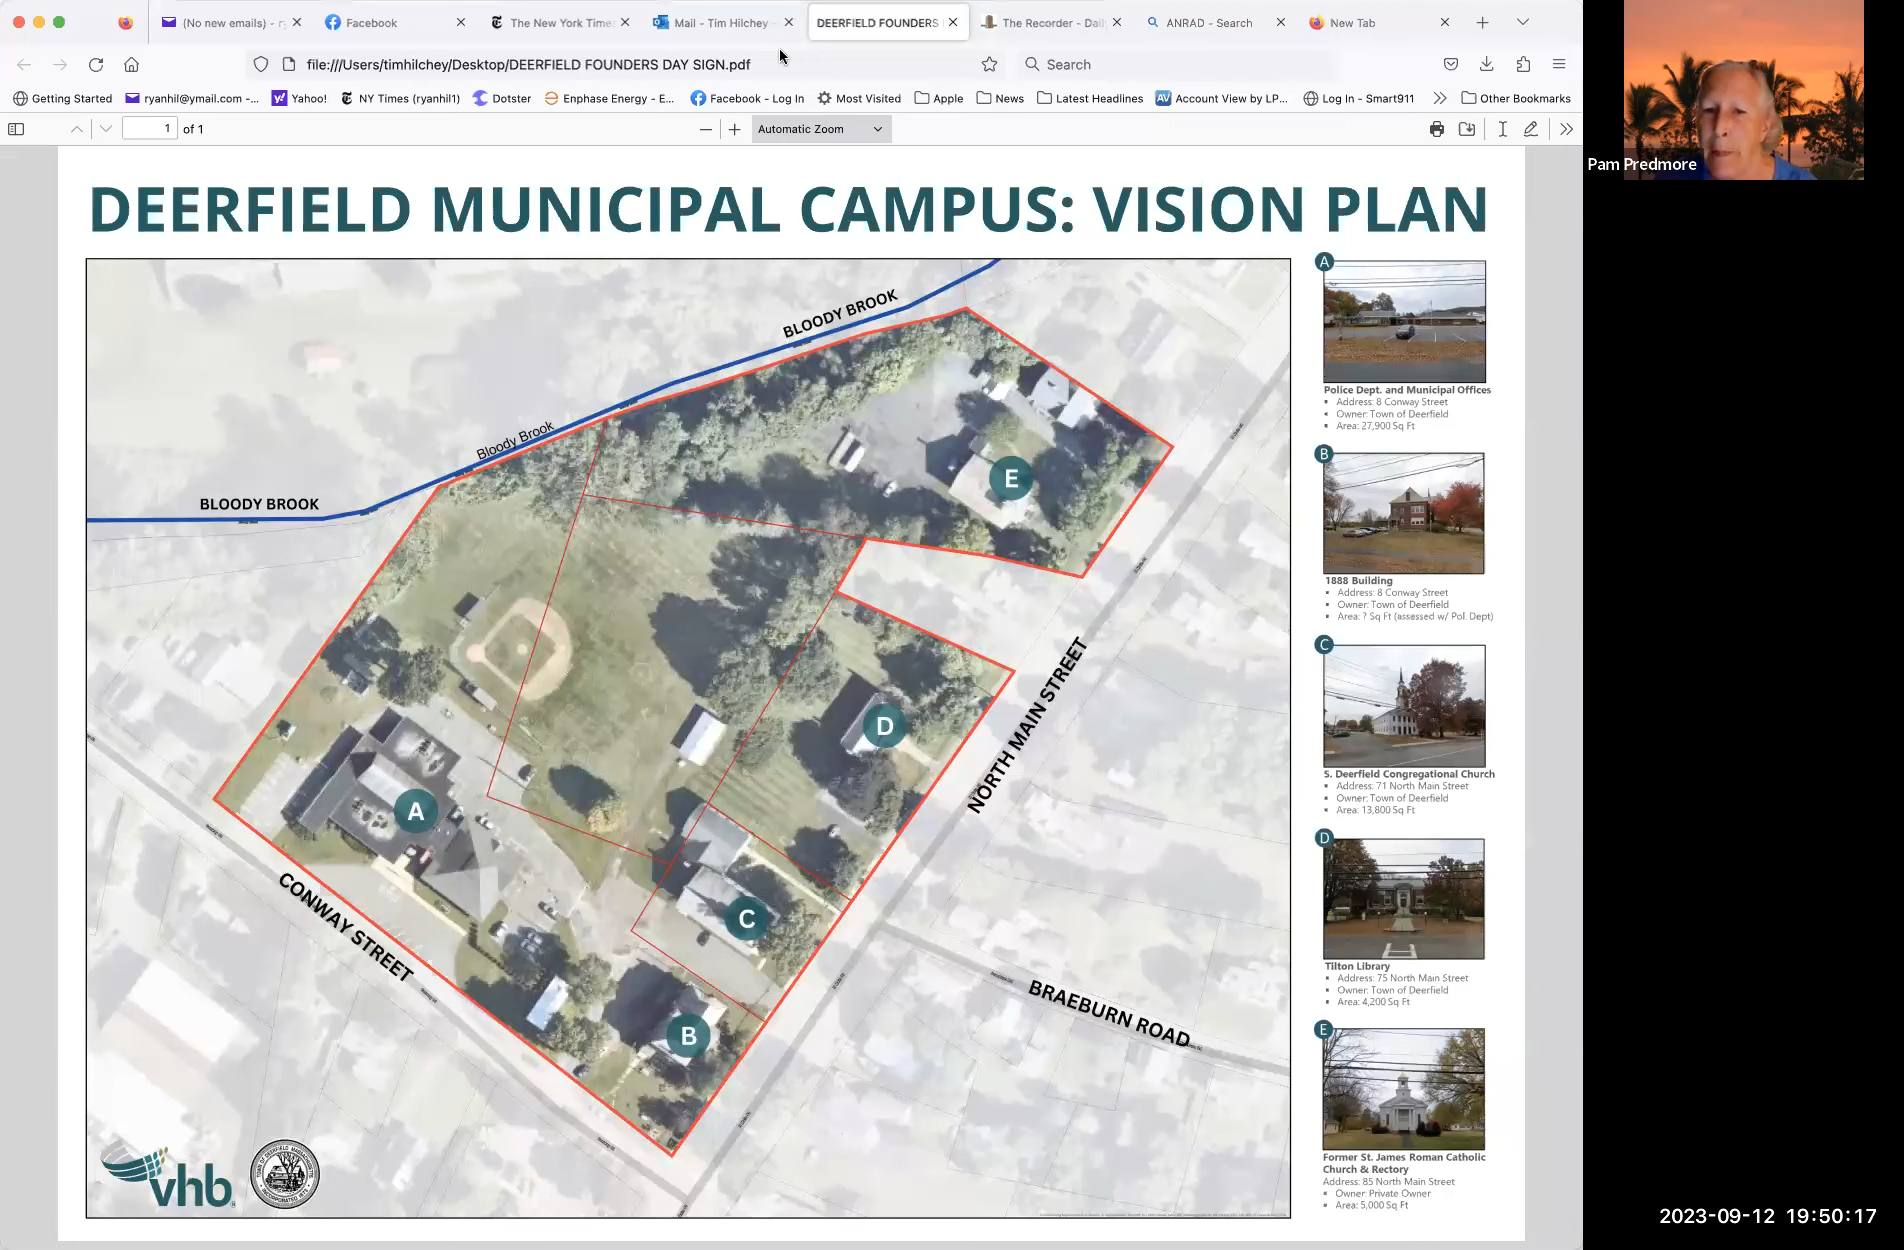 (No new emails) - r
Facebook
The New York Time
Mail - Tim Hilchey -
DEERFIELD FOUNDERS
The Recorder - Dail
ANRAD - Search
New Tab
file:///Users/timhilchey/Desktop/DEERFIELD FOUNDERS DAY SIGN.pdf
Search
Getting Started
ryanhil@ymail.com -...
Yahoo!
NY Times (ryanhil1)
Dotster
Enphase Energy - E...
Facebook - Log In
Most Visited
Apple
News
Latest Headlines
Account View by LP...
Log In - Smart911
Other Bookmarks
1 of 1
Automatic Zoom
Pam Predmore
DEERFIELD MUNICIPAL CAMPUS: VISION PLAN
BLOODY BROOK
Bloody Brook
BLOODY BROOK
E
D
A
C
B
NORTH MAIN STREET
CONWAY STREET
BRAEBURN ROAD
vhb
A
Police Dept. and Municipal Offices
Address: 8 Conway Street
Owner: Town of Deerfield
Area: 27,900 Sq Ft
B
1888 Building
Address: 8 Conway Street
Owner: Town of Deerfield
Area: ? Sq Ft (assessed w/ Pol. Dept)
C
S. Deerfield Congregational Church
Address: 71 North Main Street
Owner: Town of Deerfield
Area: 13,800 Sq Ft
D
Tilton Library
Address: 75 North Main Street
Owner: Town of Deerfield
Area: 4,200 Sq Ft
E
Former St. James Roman Catholic
Church & Rectory
Address: 85 North Main Street
Owner: Private Owner
Area: 5,000 Sq Ft
2023-09-12 19:50:17